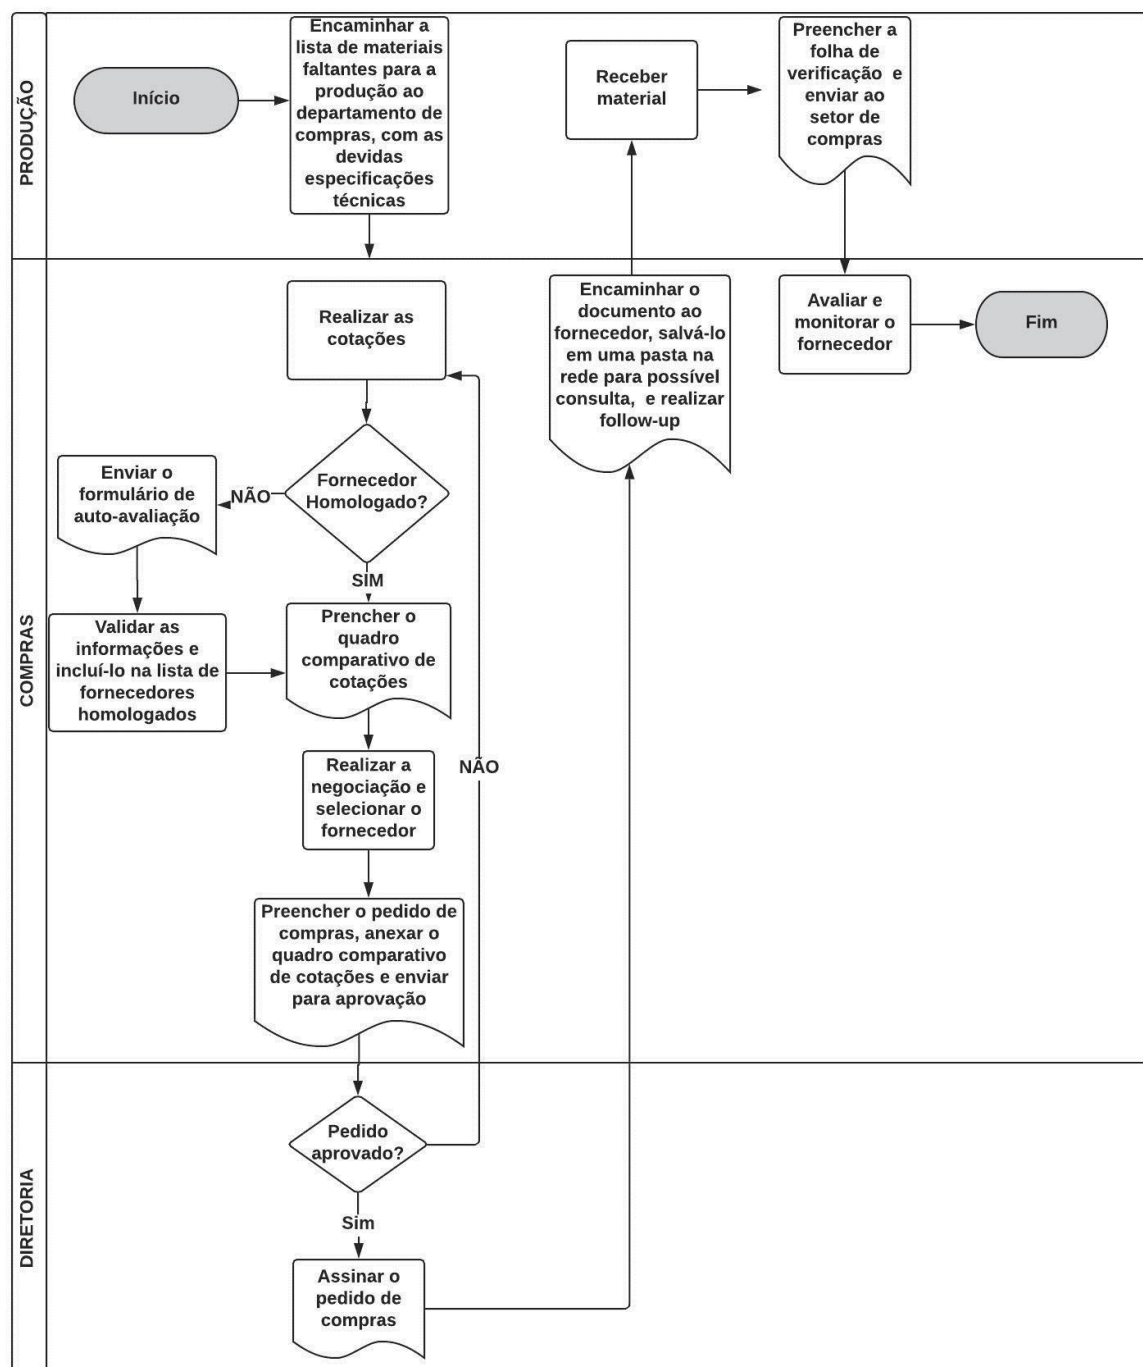 PRODUÇÃO
Início
Encaminhar a
lista de materiais
faltantes para a
produção ao
departamento de
compras, com as
devidas
especificações
técnicas
Receber
material
Preencher a
folha de
verificação e
enviar ao
setor de
compras
COMPRAS
Realizar as
cotações
Fornecedor
Homologado?
NÃO
Enviar o
formulário de
auto-avaliação
Validar as
informações e
incluí-lo na lista de
fornecedores
homologados
SIM
Prencher o
quadro
comparativo de
cotações
Realizar a
negociação e
selecionar o
fornecedor
NÃO
Preencher o pedido de
compras, anexar o
quadro comparativo
de cotações e enviar
para aprovação
Encaminhar o
documento ao
fornecedor, salvá-lo
em uma pasta na
rede para possível
consulta, e realizar
follow-up
Avaliar e
monitorar o
fornecedor
Fim
DIRETORIA
Pedido
aprovado?
Sim
Assinar o
pedido de
compras